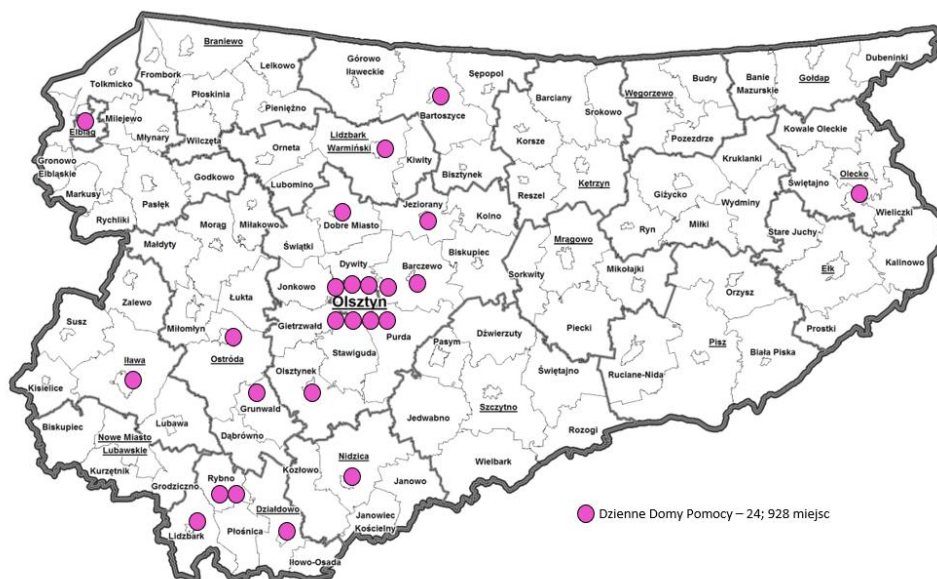 Braniewo
Lelkowo
Górowo
Iławeckie
Sępopol
Dubeninki
Gołdap
Banie
Mazurskie
Budry
Węgorzewo
Frombork
Tolkmicko
Płoskinia
Pieniężno
Bartoszyce
Barciany
Srokowo
Pozezdrze
Kowale Oleckie
Elbląg
Milejewo
Młynary
Wilczęta
Orneta
Lidzbark
Warmiński
Kiwity
Bisztynek
Korsze
Kruklanki
Olecko
Gronowo
Elbląskie
Markusy
Godkowo
Pasłęk
Lubomino
Reszel
Kętrzyn
Giżycko
Wydminy
Świętajno
Wieliczki
Rychliki
Morąg
Miłakowo
Dobre Miasto
Jeziorany
Kolno
Ryn
Miłki
Stare Juchy
Małdyty
Świątki
Biskupiec
Mrągowo
Mikołajki
Ełk
Kalinowo
Dywity
Barczewo
Sorkwity
Orzysz
Zalewo
Łukta
Jonkowo
Olsztyn
Susz
Miłomłyn
Gietrzwałd
Purda
Pasym
Dźwierzuty
Piecki
Prostki
Iława
Ostróda
Stawiguda
Pisz
Biała Piska
Kisielice
Olsztynek
Świętajno
Ruciane-Nida
Grunwald
Szczytno
Biskupiec
Nowe Miasto
Lubawskie
Lubawa
Dąbrówno
Jedwabno
Rozogi
Kurzętnik
Grodziczno
Rybno
Kozłowo
Nidzica
Janowo
Wielbark
Lidzbark
Płośnica
Działdowo
Janowiec
Kościelny
Iłowo-Osada
Dzienne Domy Pomocy – 24; 928 miejsc